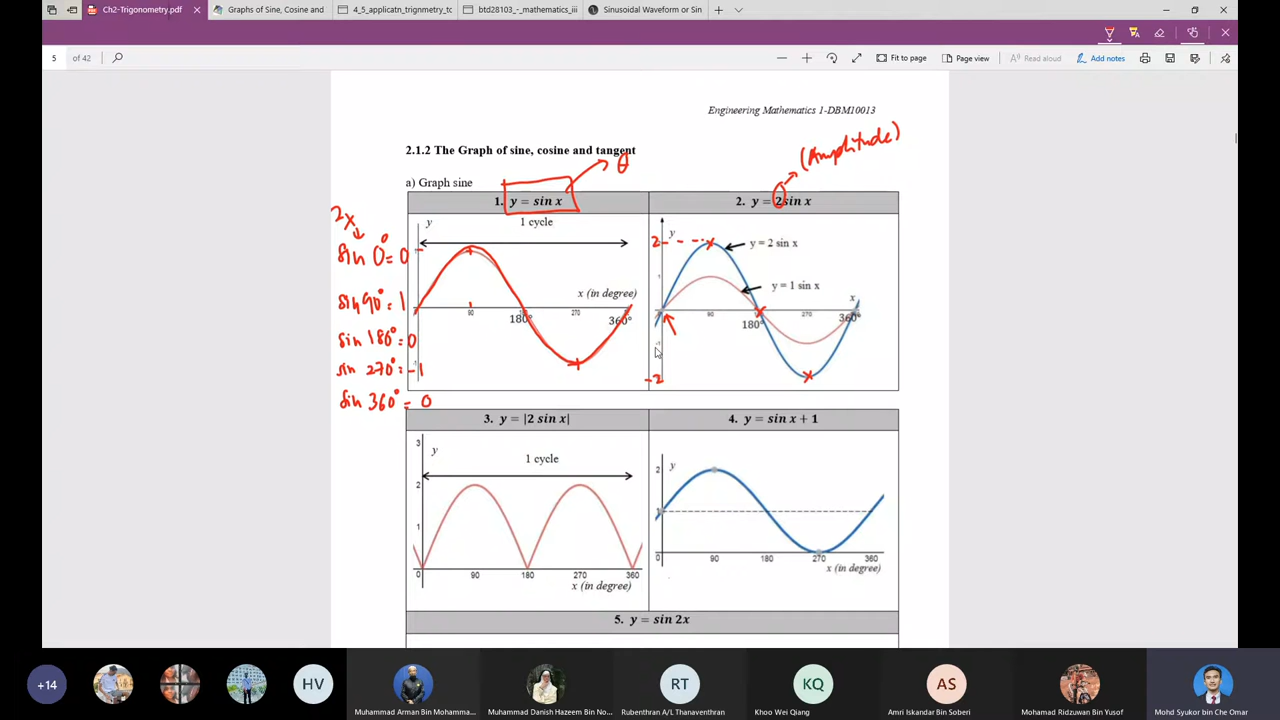 Ch2-Trigonometry.pdf
Graphs of Sine, Cosine and
4_5_applicatn_trignmetry_to
btd28103_-_mathematics_iii
Sinusoidal Waveform or Sin
5 of 42
Fit to page
Page view
Read aloud
Add notes
Engineering Mathematics 1-DBM10013
(Amplitude)
2.1.2 The Graph of sine, cosine and tangent
θ
a) Graph sine
1. y = sin x
2. y = 2sin x
2x
sin 0° = 0
sin 90° = 1
sin 180° = 0
sin 270° = -1
sin 360° = 0
y
1 cycle
x (in degree)
90
180°
270
360°
y
2
y = 2 sin x
y = 1 sin x
x
90
180°
270
360°
-2
3. y = |2 sin x|
4. y = sin x + 1
3
y
1 cycle
2
1
0
90
180
270
360
x (in degree)
y
2
1
0
90
180
270
360
x (in degree)
5. y = sin 2x
+14
HV
RT
KQ
AS
Muhammad Arman Bin Mohamma...
Muhammad Danish Hazeem Bin No...
Rubenthran A/L Thanaventhran
Khoo Wei Qiang
Amri Iskandar Bin Soberi
Mohamad Ridzuwan Bin Yusof
Mohd Syukor bin Che Omar